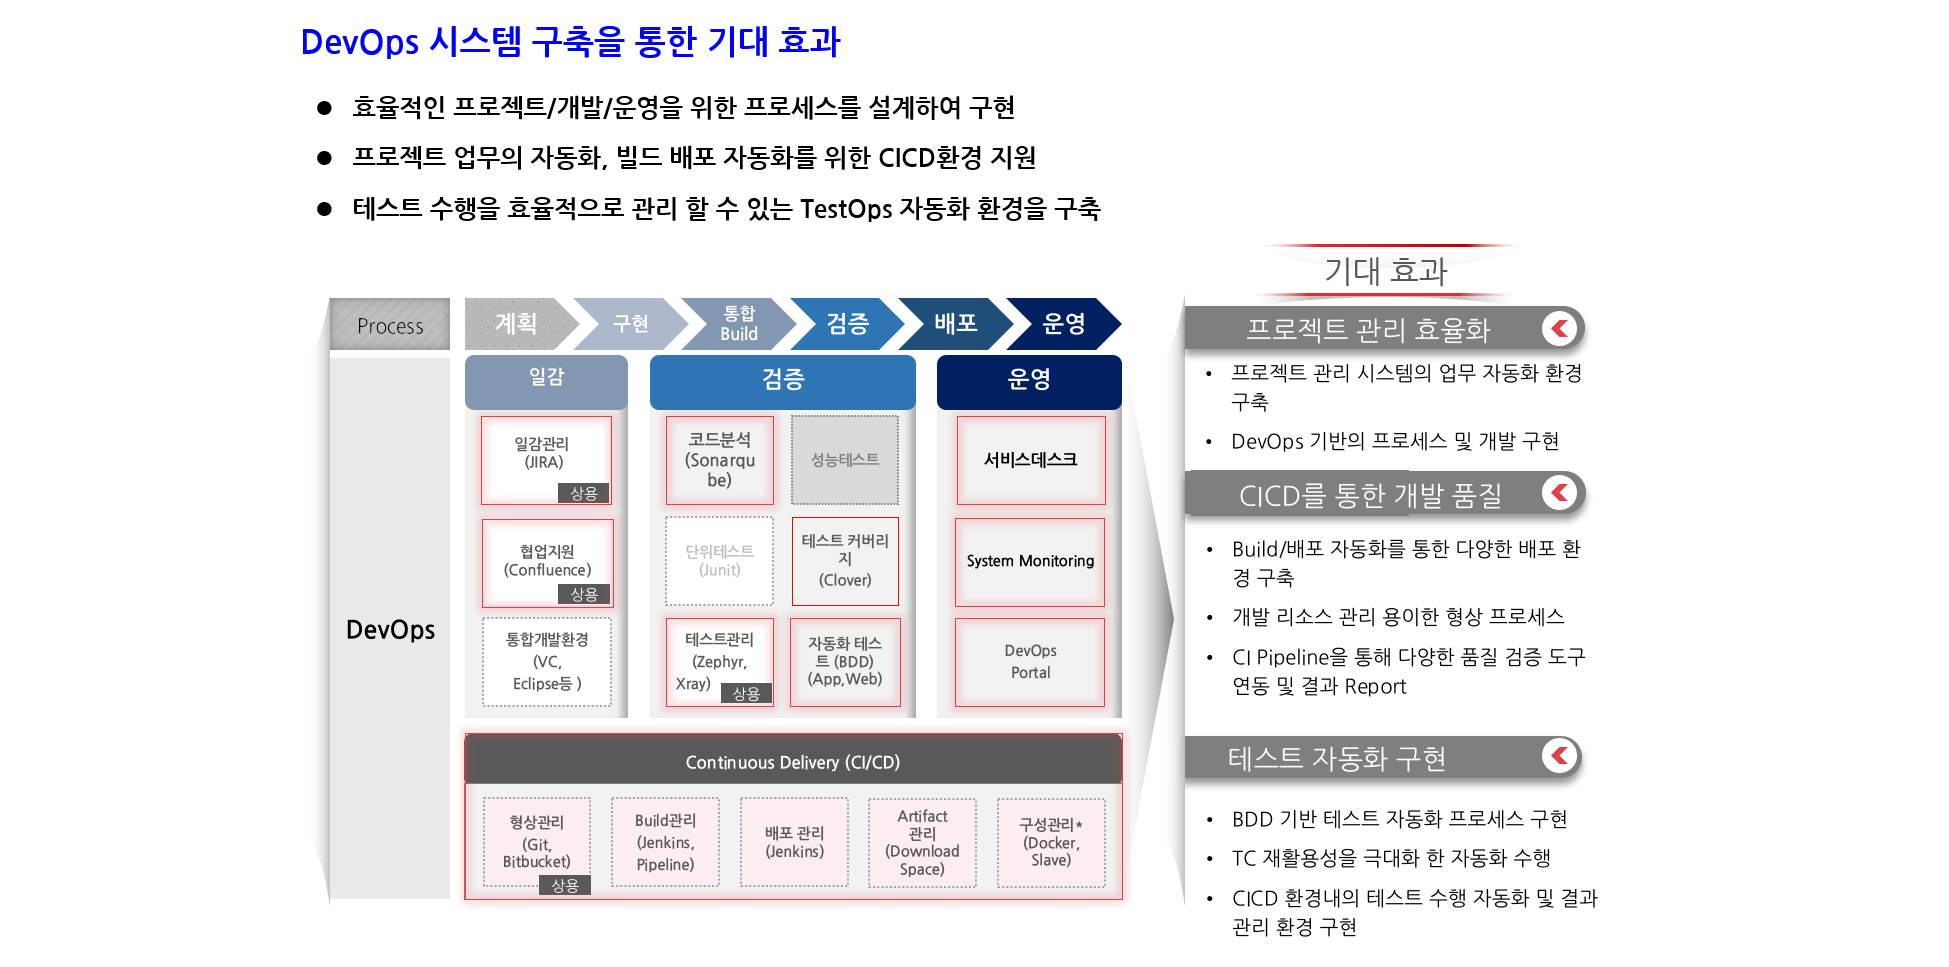 DevOps 시스템 구축을 통한 기대 효과
● 효율적인 프로젝트/개발/운영을 위한 프로세스를 설계하여 구현
● 프로젝트 업무의 자동화, 빌드 배포 자동화를 위한 CICD환경 지원
● 테스트 수행을 효율적으로 관리 할 수 있는 TestOps 자동화 환경을 구축
Process
계획
구현
통합
Build
검증
배포
운영
DevOps
일감
일감관리
(JIRA)
상용
협업지원
(Confluence)
상용
통합개발환경
(VC,
Eclipse등 )
검증
코드분석
(Sonarqu
be)
성능테스트
단위테스트
(Junit)
테스트 커버리
지
(Clover)
테스트관리
(Zephyr,
Xray)
상용
자동화 테스
트 (BDD)
(App,Web)
운영
서비스데스크
System Monitoring
DevOps
Portal
Continuous Delivery (CI/CD)
형상관리
(Git,
Bitbucket)
상용
Build관리
(Jenkins,
Pipeline)
배포 관리
(Jenkins)
Artifact
관리
(Download
Space)
구성관리*
(Docker,
Slave)
기대 효과
프로젝트 관리 효율화
• 프로젝트 관리 시스템의 업무 자동화 환경
구축
• DevOps 기반의 프로세스 및 개발 구현
CICD를 통한 개발 품질
• Build/배포 자동화를 통한 다양한 배포 환
경 구축
• 개발 리소스 관리 용이한 형상 프로세스
• CI Pipeline을 통해 다양한 품질 검증 도구
연동 및 결과 Report
테스트 자동화 구현
• BDD 기반 테스트 자동화 프로세스 구현
• TC 재활용성을 극대화 한 자동화 수행
• CICD 환경내의 테스트 수행 자동화 및 결과
관리 환경 구현